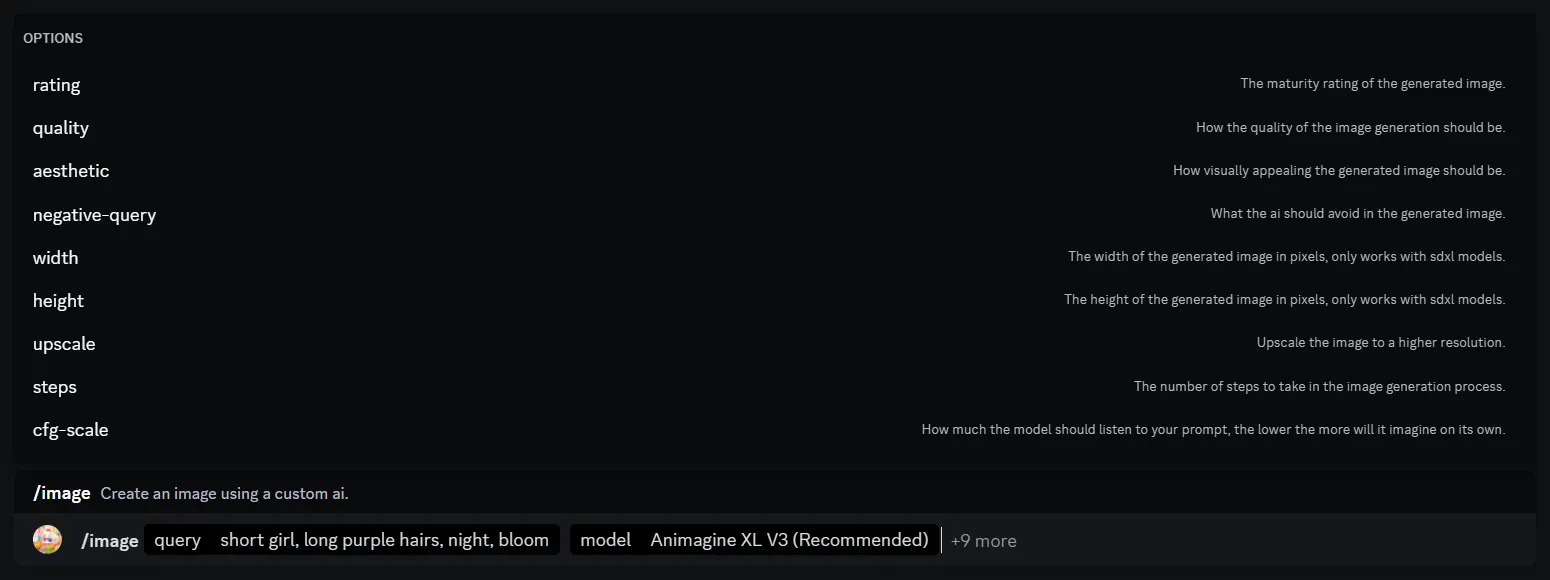 OPTIONS
rating The maturity rating of the generated image.
quality How the quality of the image generation should be.
aesthetic How visually appealing the generated image should be.
negative-query What the ai should avoid in the generated image.
width The width of the generated image in pixels, only works with sdxl models.
height The height of the generated image in pixels, only works with sdxl models.
upscale Upscale the image to a higher resolution.
steps The number of steps to take in the image generation process.
cfg-scale How much the model should listen to your prompt, the lower the more will it imagine on its own.
/image Create an image using a custom ai.
/image query short girl, long purple hairs, night, bloom model Animagine XL V3 (Recommended) +9 more